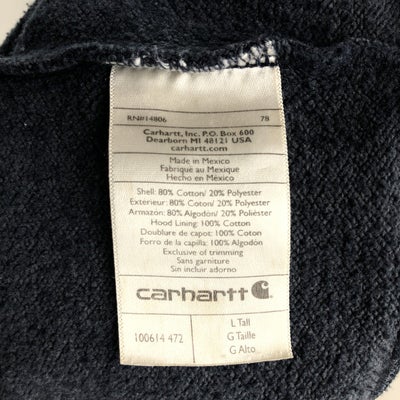 RN#14806 78
Carhartt, Inc. P.O. Box 600
Dearborn MI 48121 USA
carhartt.com
Made in Mexico
Fabriqué au Mexique
Hecho en México
Shell: 80% Cotton/ 20% Polyester
Exterieur: 80% Coton/ 20% Polyester
Armazon: 80% Algodón/ 20% Poliéster
Hood Lining: 100% Cotton
Doublure de capot: 100% Coton
Forro de la capilla: 100% Algodón
Exclusive of trimming
Sans garniture
Sin incluir adorno
carhartt
100614 472
L Tall
G Taille
G Alto